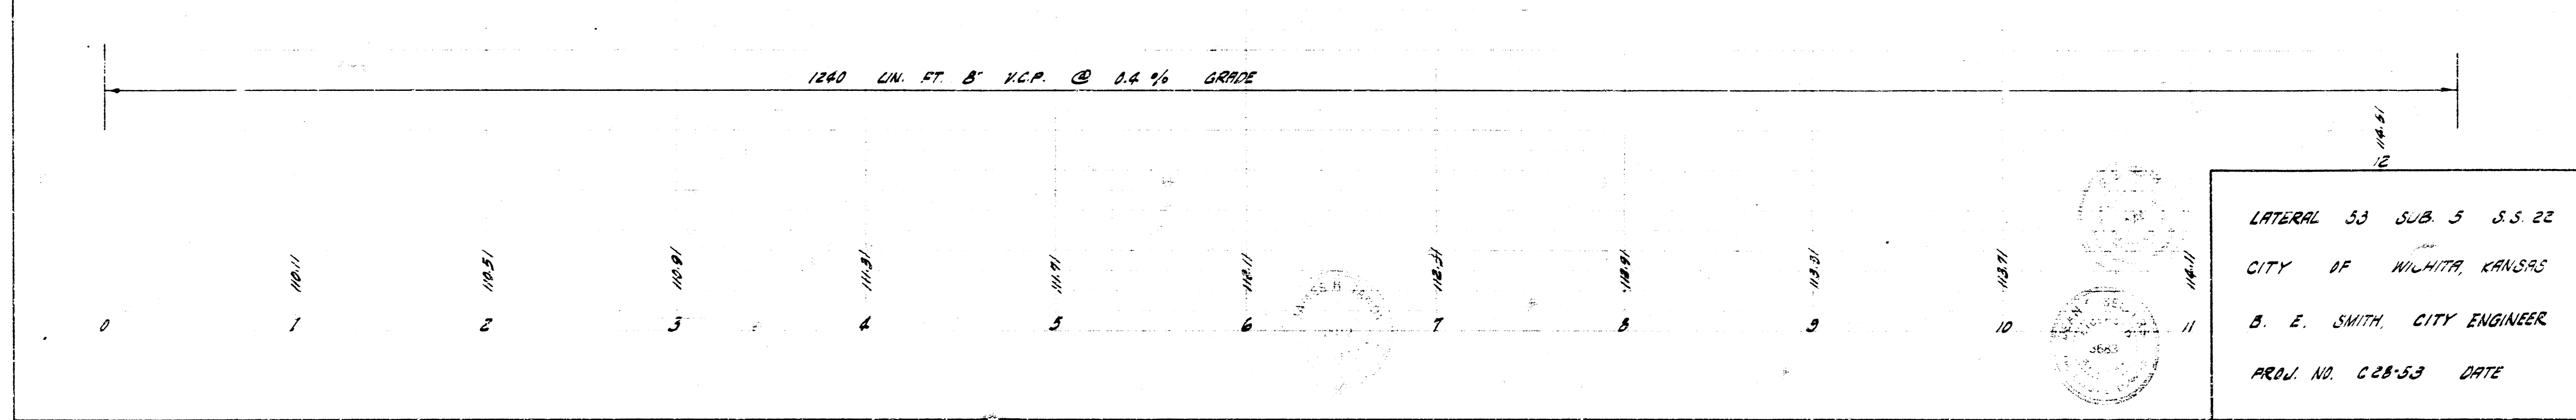 1240 LIN. FT. 8" V.C.P. @ 0.4 % GRADE
114.51
12
110.11 110.51 110.91 111.31 111.71 112.11 112.51 112.91 113.31 113.71 114.11
0 1 2 3 4 5 6 7 8 9 10 11
3683
LATERAL 53 SUB. 5 S.S. 22
CITY OF WICHITA, KANSAS
B. E. SMITH, CITY ENGINEER
PROJ. NO. C28-53 DATE